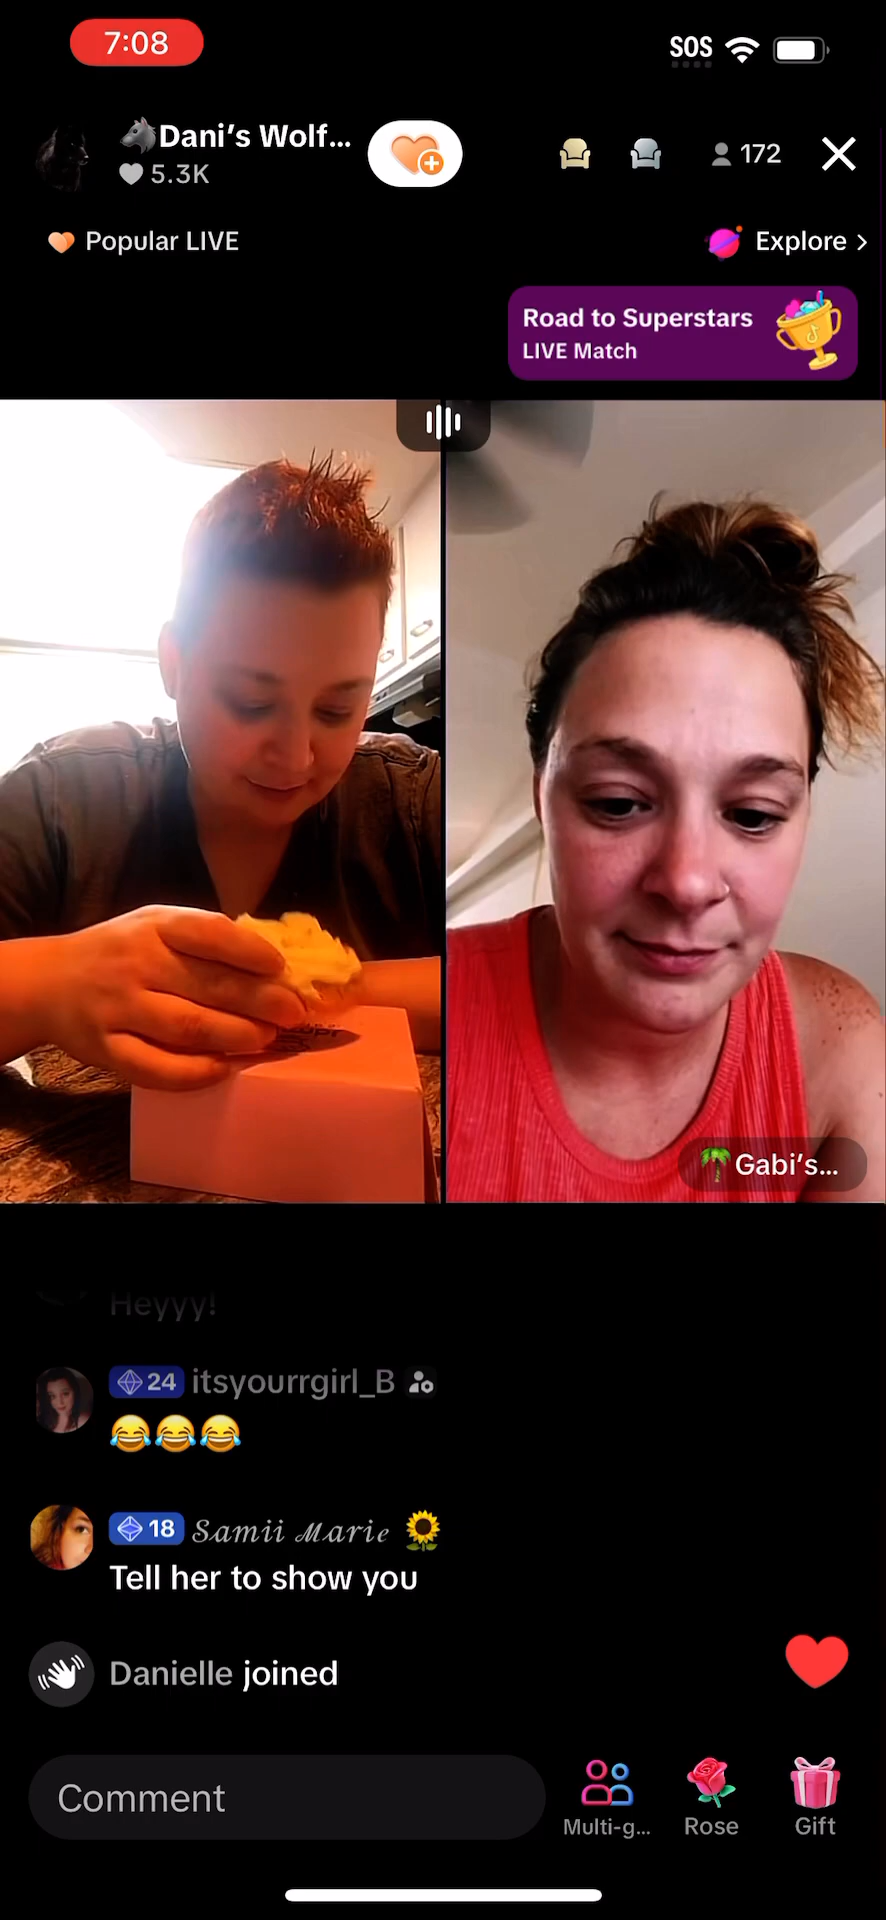 7:08
SOS
🐺Dani's Wolf...
5.3K
172
Popular LIVE
Explore >
Road to Superstars
LIVE Match
🌴Gabi's...
Heyyy!
24 itsyourrgirl_B
😂😂😂
18 𝒮𝒶𝓂𝒾𝒾 ℳ𝒶𝓇𝒾ℯ 🌻
Tell her to show you
Danielle joined
Comment
Multi-g...
Rose
Gift